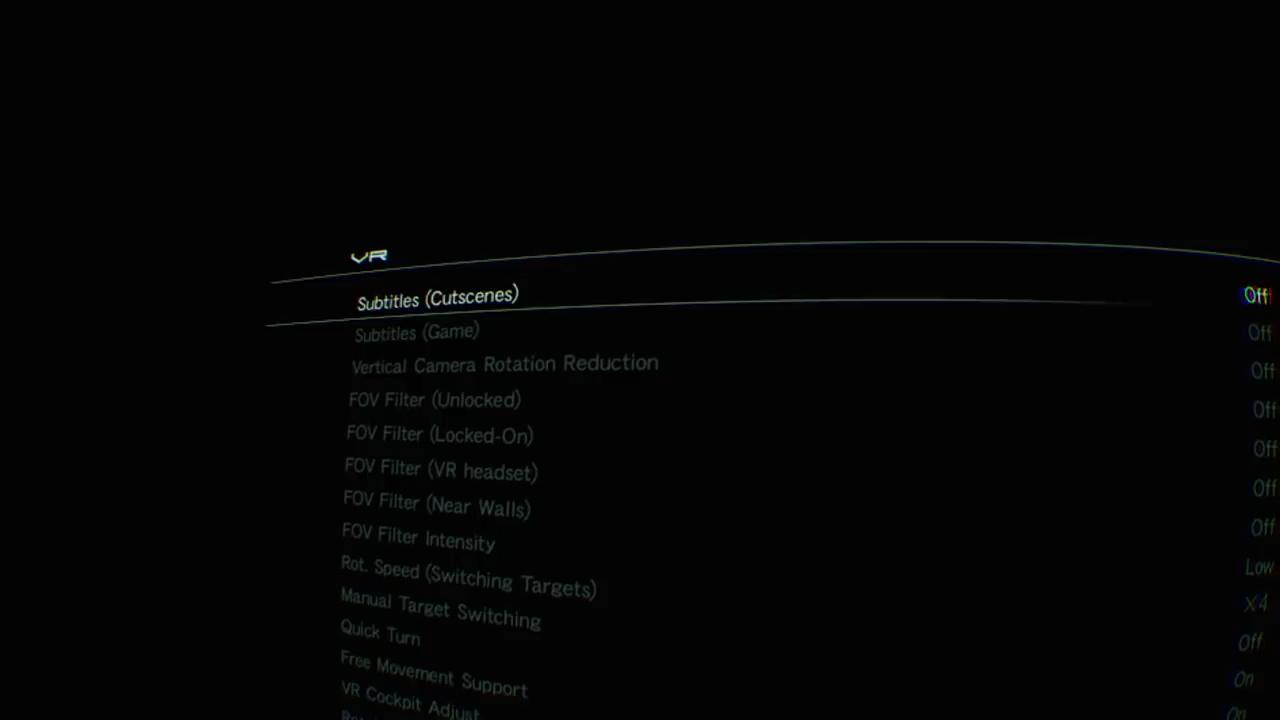 VR
Subtitles (Cutscenes) Off
Subtitles (Game) Off
Vertical Camera Rotation Reduction Off
FOV Filter (Unlocked) Off
FOV Filter (Locked-On) Off
FOV Filter (VR headset) Off
FOV Filter (Near Walls) Off
FOV Filter Intensity Low
Rot. Speed (Switching Targets) X4
Manual Target Switching Off
Quick Turn On
Free Movement Support On
VR Cockpit Adjust